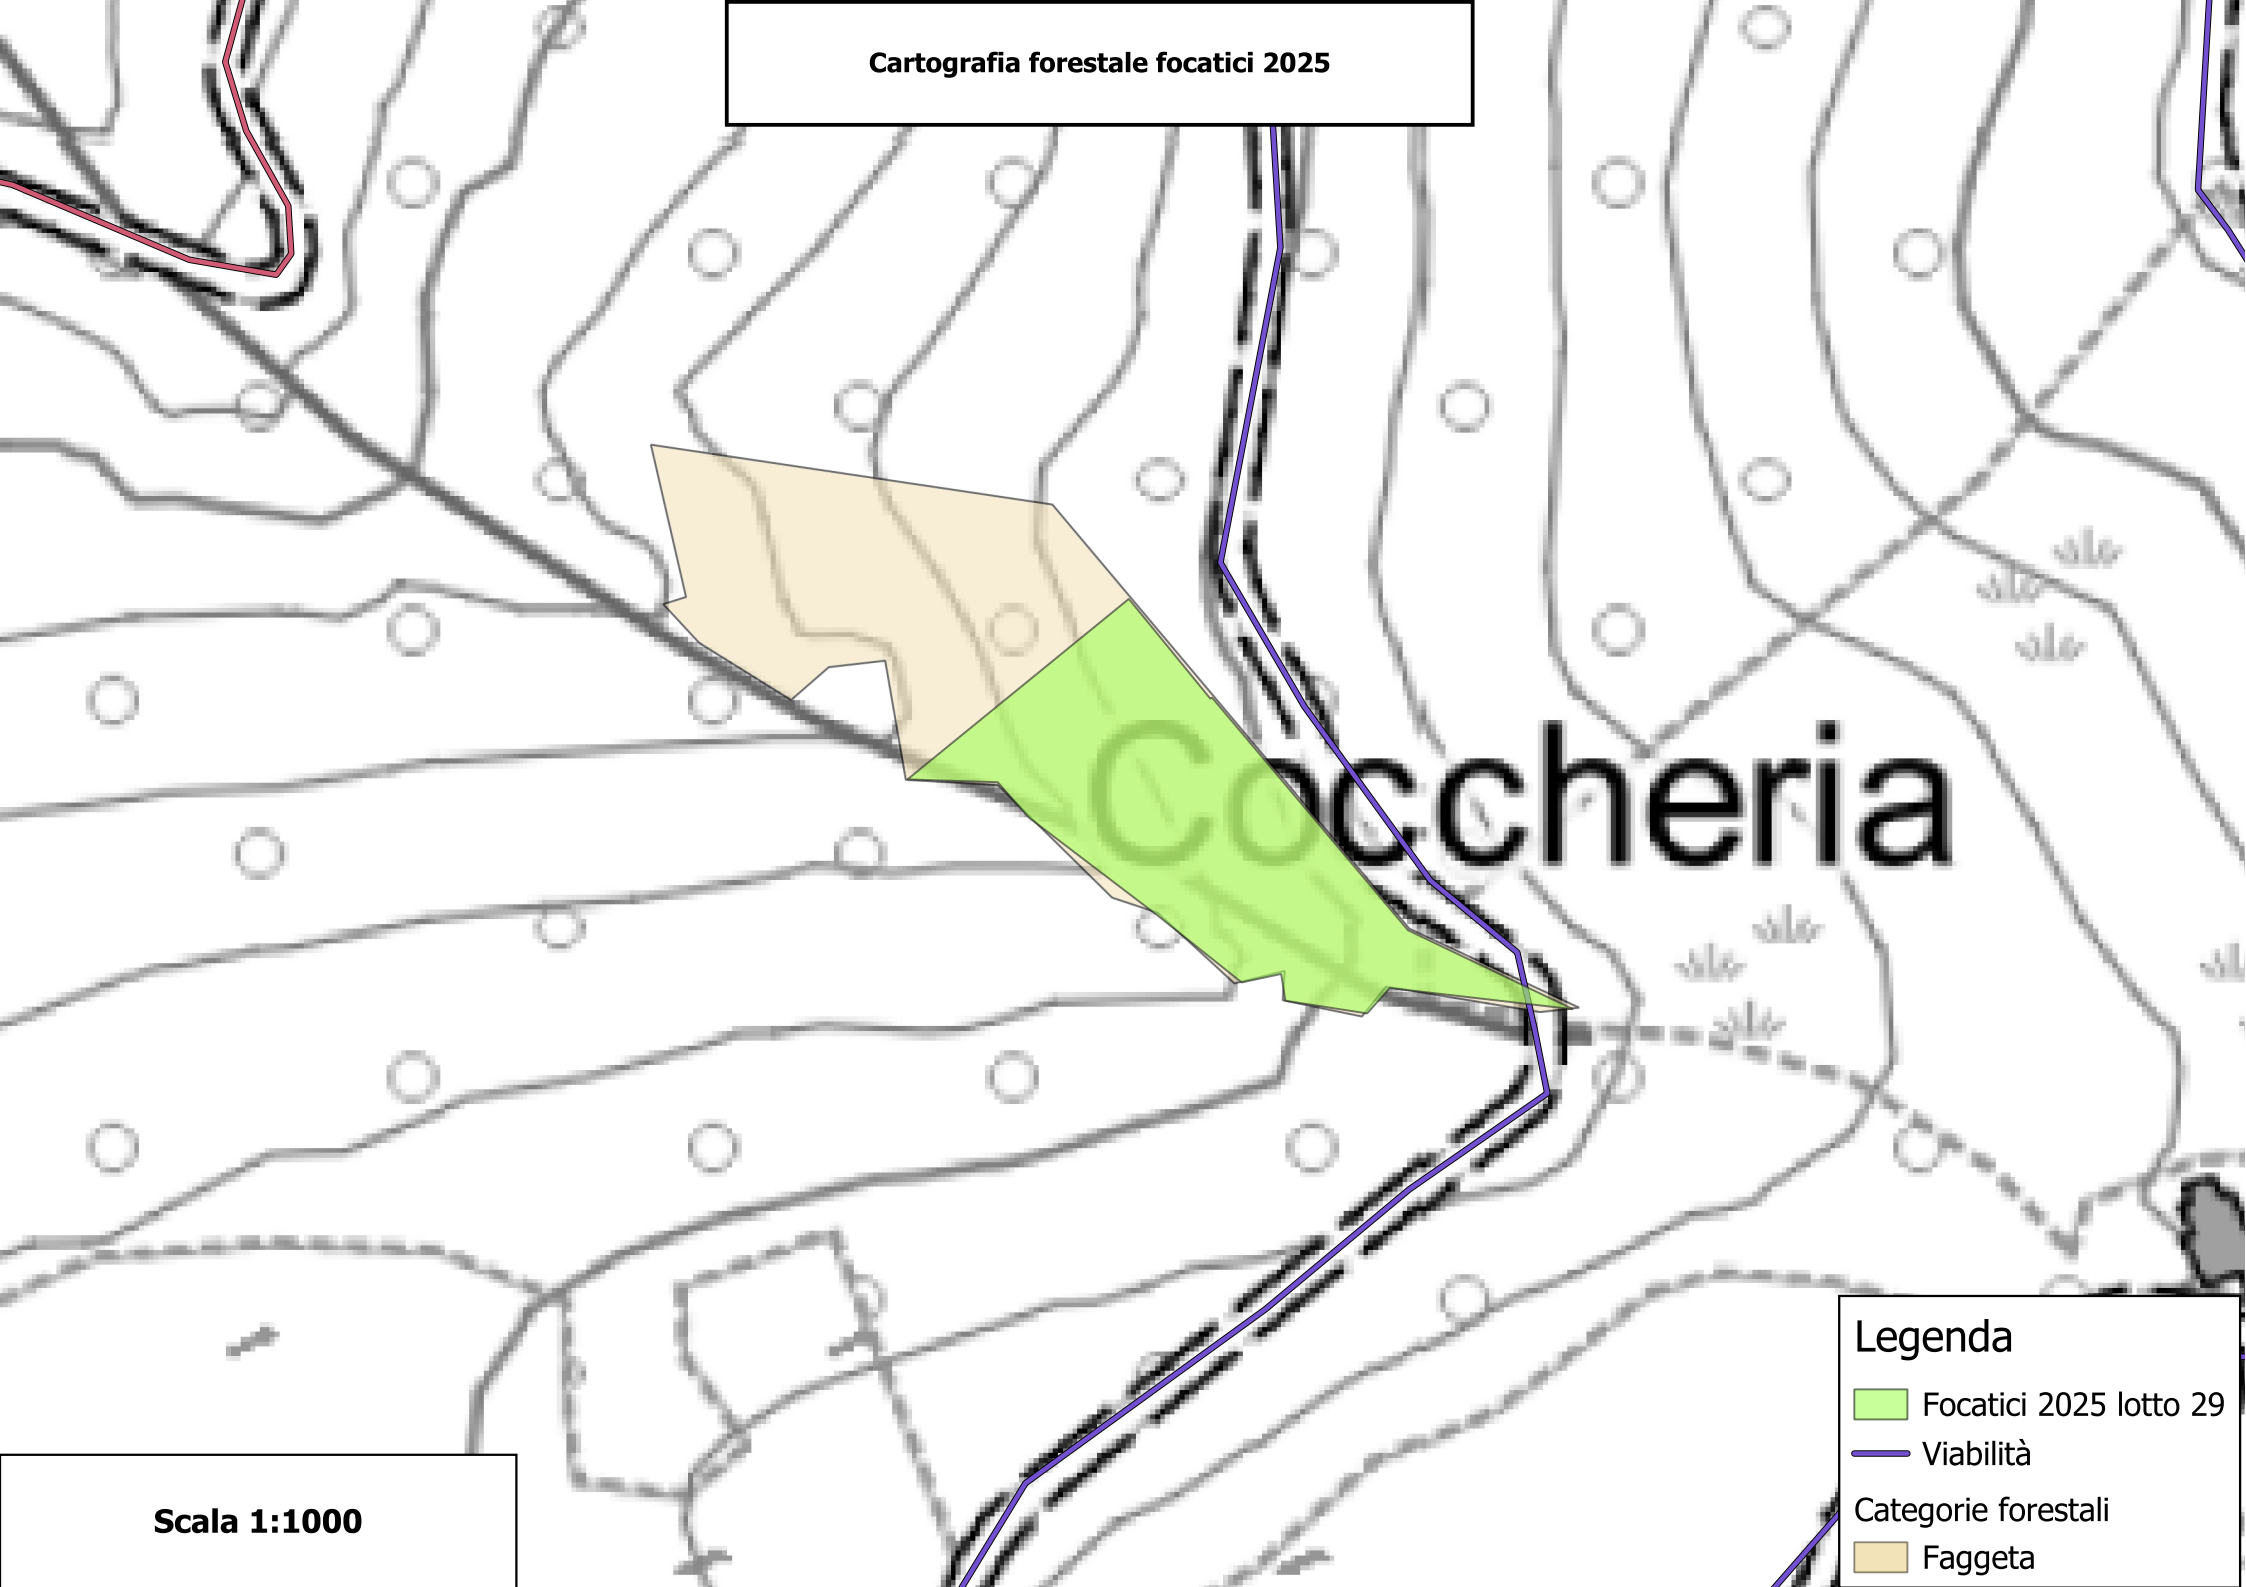 Cartografia forestale focatici 2025
Coccheria
Legenda
Focatici 2025 lotto 29
Viabilità
Categorie forestali
Faggeta
Scala 1:1000